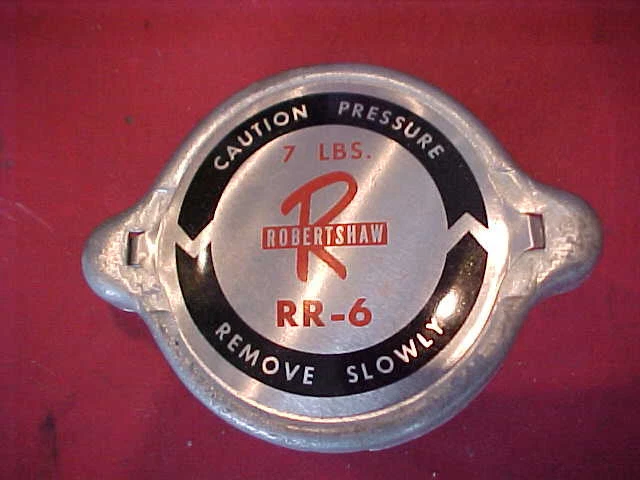 CAUTION PRESSURE
7 LBS.
R
ROBERTSHAW
RR-6
REMOVE SLOWLY